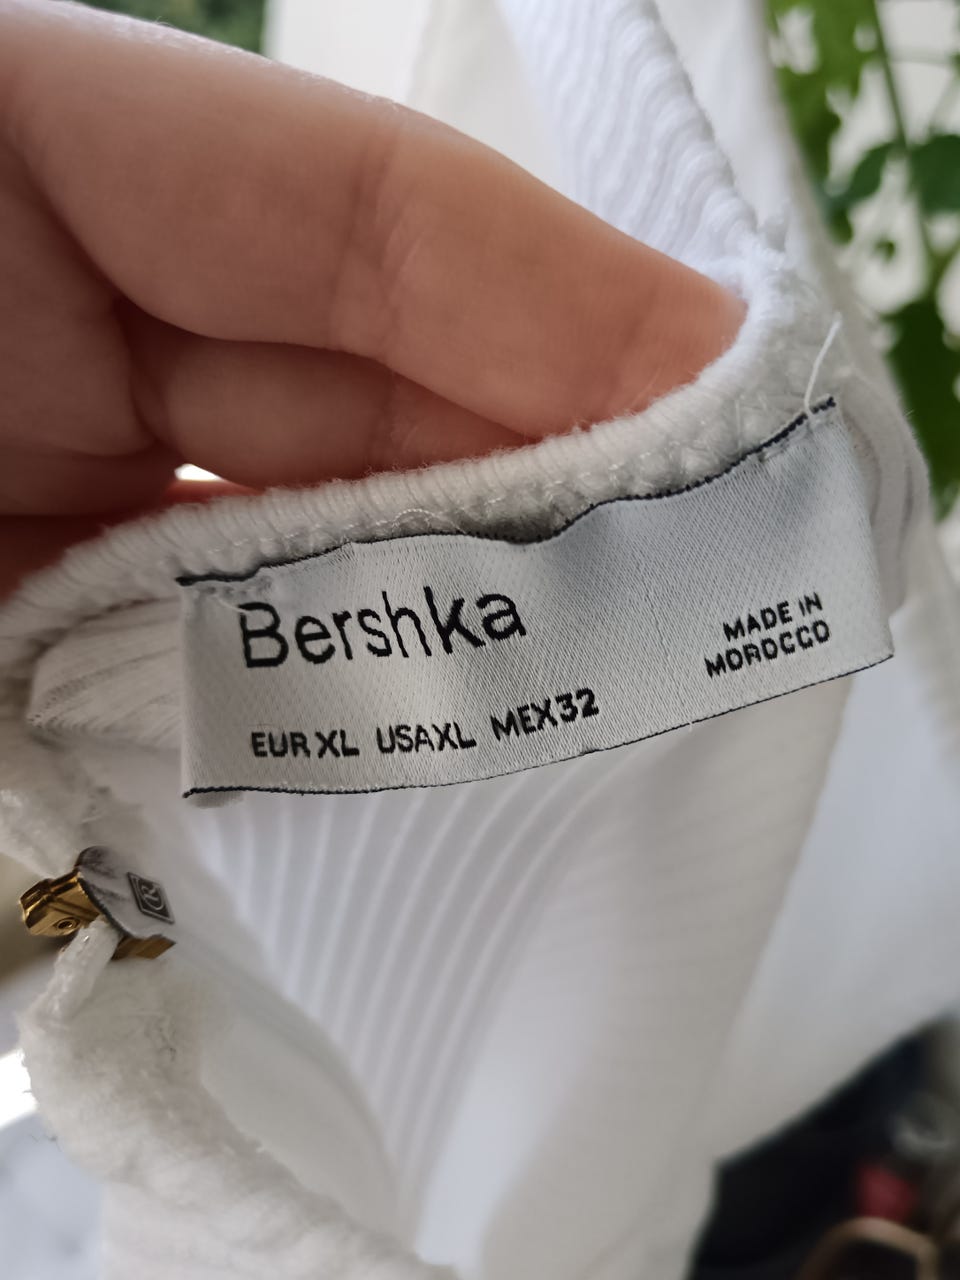 Bershka
EUR XL USA XL MEX 32
MADE IN
MOROCCO